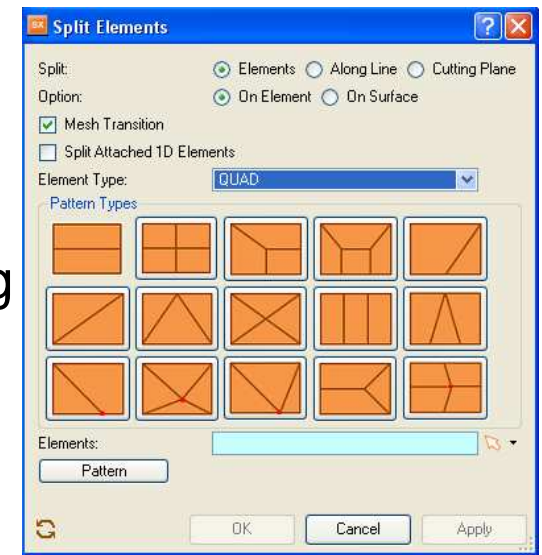 SX Split Elements
Split: Elements Along Line Cutting Plane
Option: On Element On Surface
Mesh Transition
Split Attached 1D Elements
Element Type: QUAD
Pattern Types
g
Elements:
Pattern
OK Cancel Apply